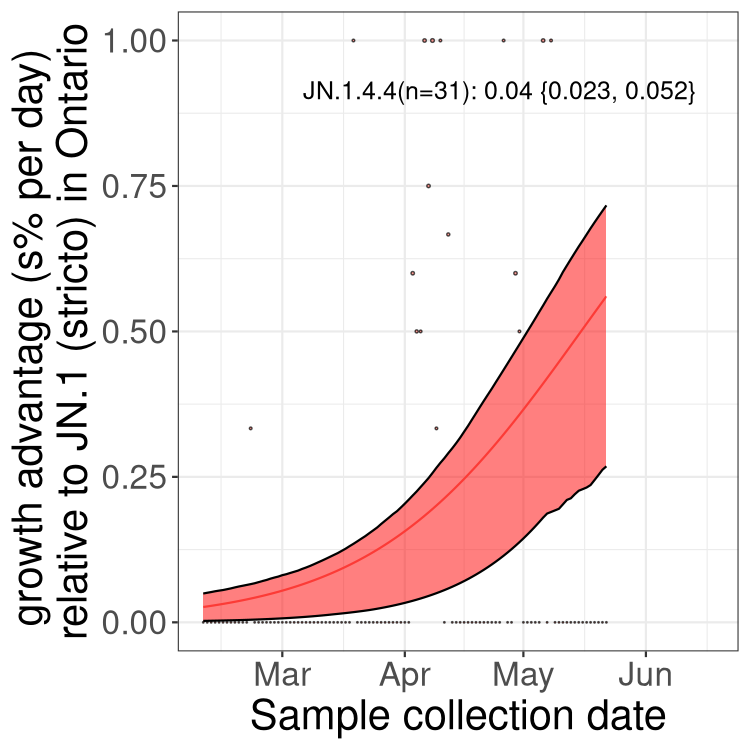 growth advantage (s% per day)
relative to JN.1 (stricto) in Ontario
1.00
0.75
0.50
0.25
0.00
JN.1.4.4(n=31): 0.04 {0.023, 0.052}
Mar Apr May Jun
Sample collection date